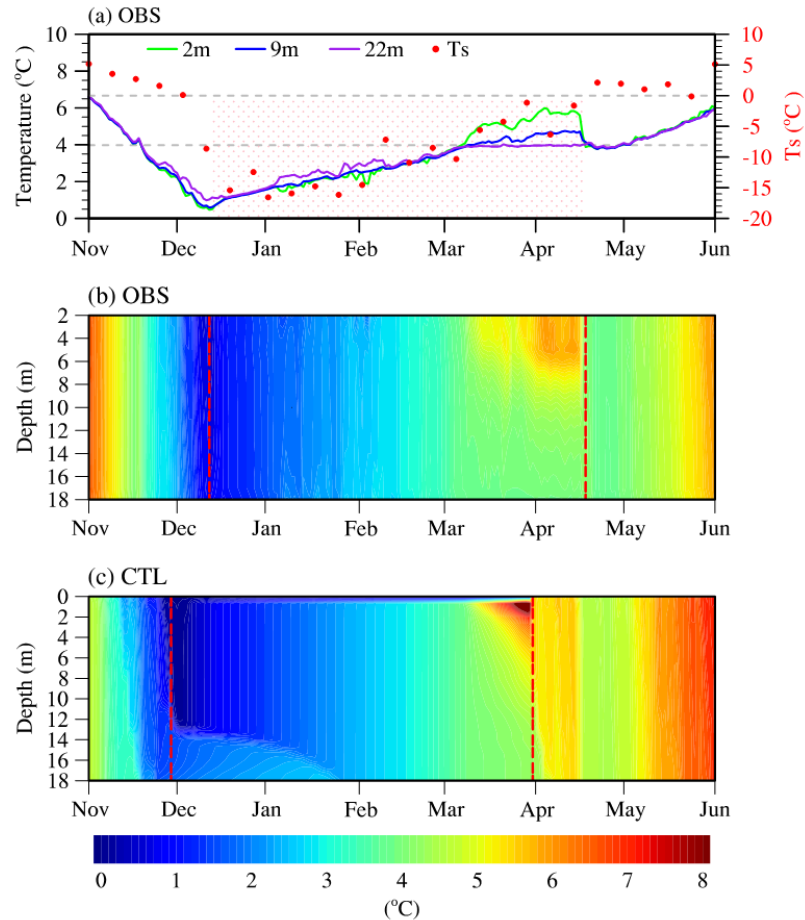 (a) OBS
2m 9m 22m Ts
Temperature (°C)
10
8
6
4
2
0
10
5
0
-5
-10
-15
-20
Ts(°C)
Nov Dec Jan Feb Mar Apr May Jun
(b) OBS
Depth (m)
2
4
6
8
10
12
14
16
18
Nov Dec Jan Feb Mar Apr May Jun
(c) CTL
Depth (m)
0
2
4
6
8
10
12
14
16
18
Nov Dec Jan Feb Mar Apr May Jun
0 1 2 3 4 5 6 7 8
(°C)